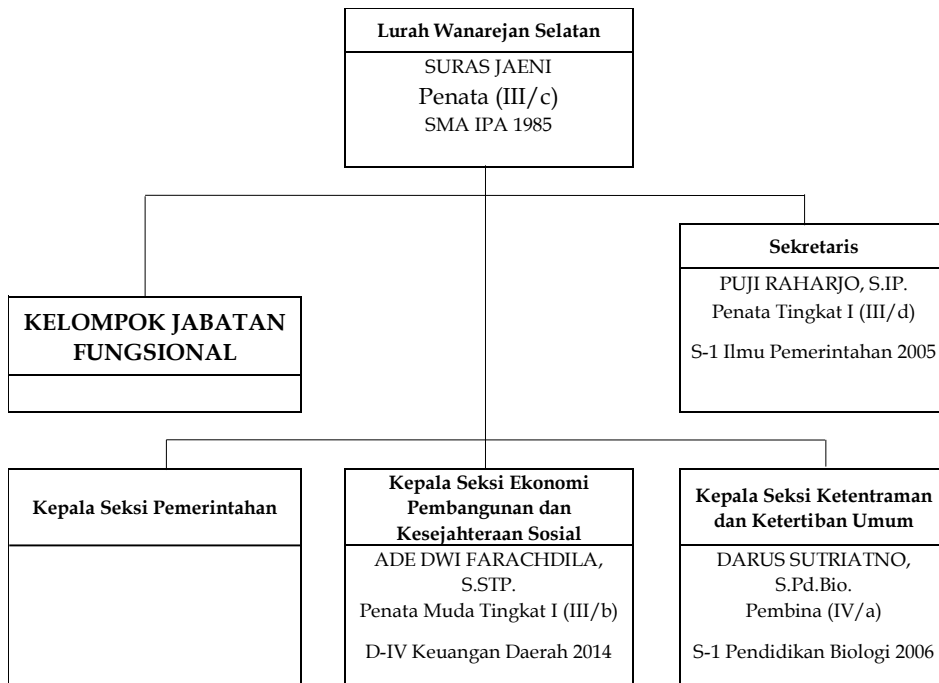 Lurah Wanarejan Selatan
SURAS JAENI
Penata (III/c)
SMA IPA 1985
Sekretaris
PUJI RAHARJO, S.IP.
Penata Tingkat I (III/d)
S-1 Ilmu Pemerintahan 2005
KELOMPOK JABATAN
FUNGSIONAL
Kepala Seksi Pemerintahan
Kepala Seksi Ekonomi
Pembangunan dan
Kesejahteraan Sosial
ADE DWI FARACHDILA,
S.STP.
Penata Muda Tingkat I (III/b)
D-IV Keuangan Daerah 2014
Kepala Seksi Ketentraman
dan Ketertiban Umum
DARUS SUTRIATNO,
S.Pd.Bio.
Pembina (IV/a)
S-1 Pendidikan Biologi 2006